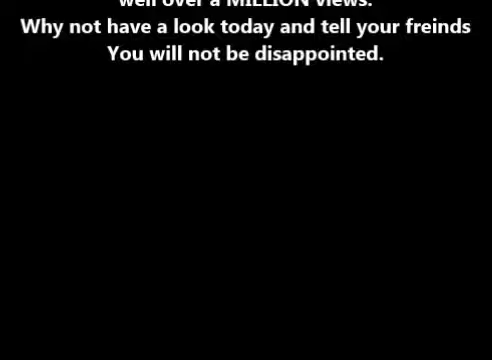 well over a MILLION views.
Why not have a look today and tell your freinds
You will not be disappointed.